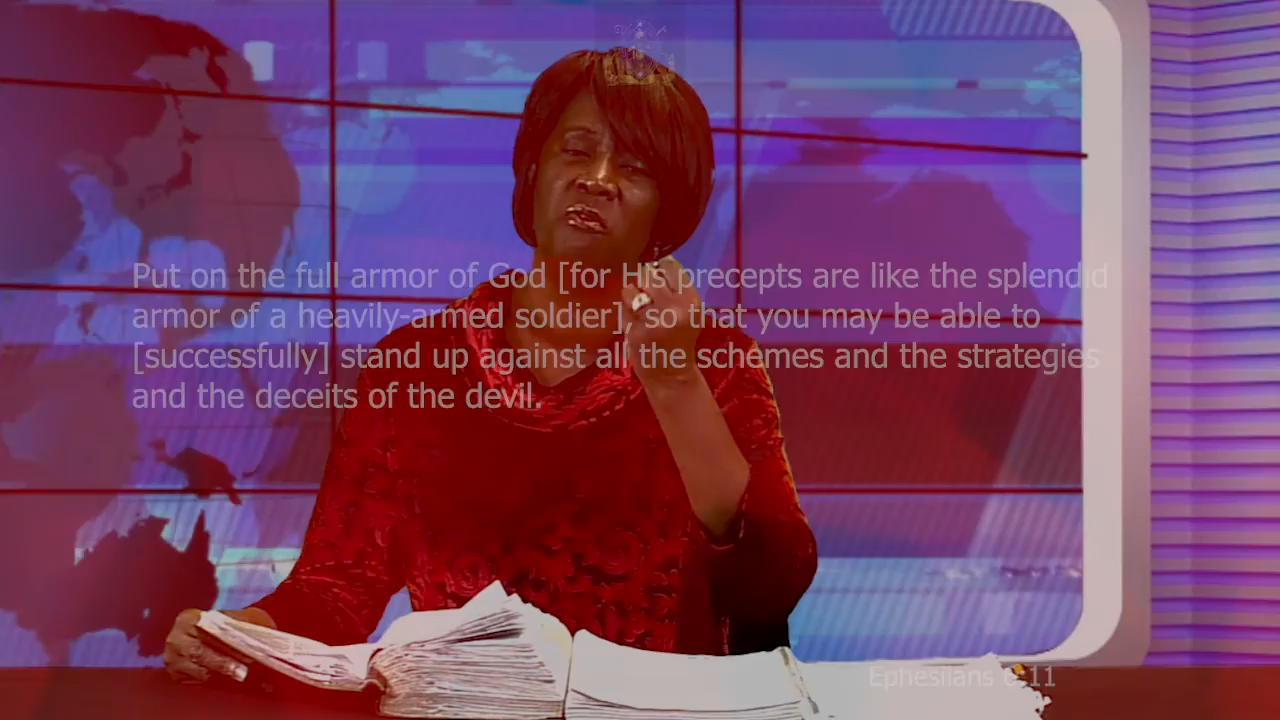 Put on the full armor of God [for His precepts are like the splendid
armor of a heavily-armed soldier], so that you may be able to
[successfully] stand up against all the schemes and the strategies
and the deceits of the devil.
Ephesians 6:11